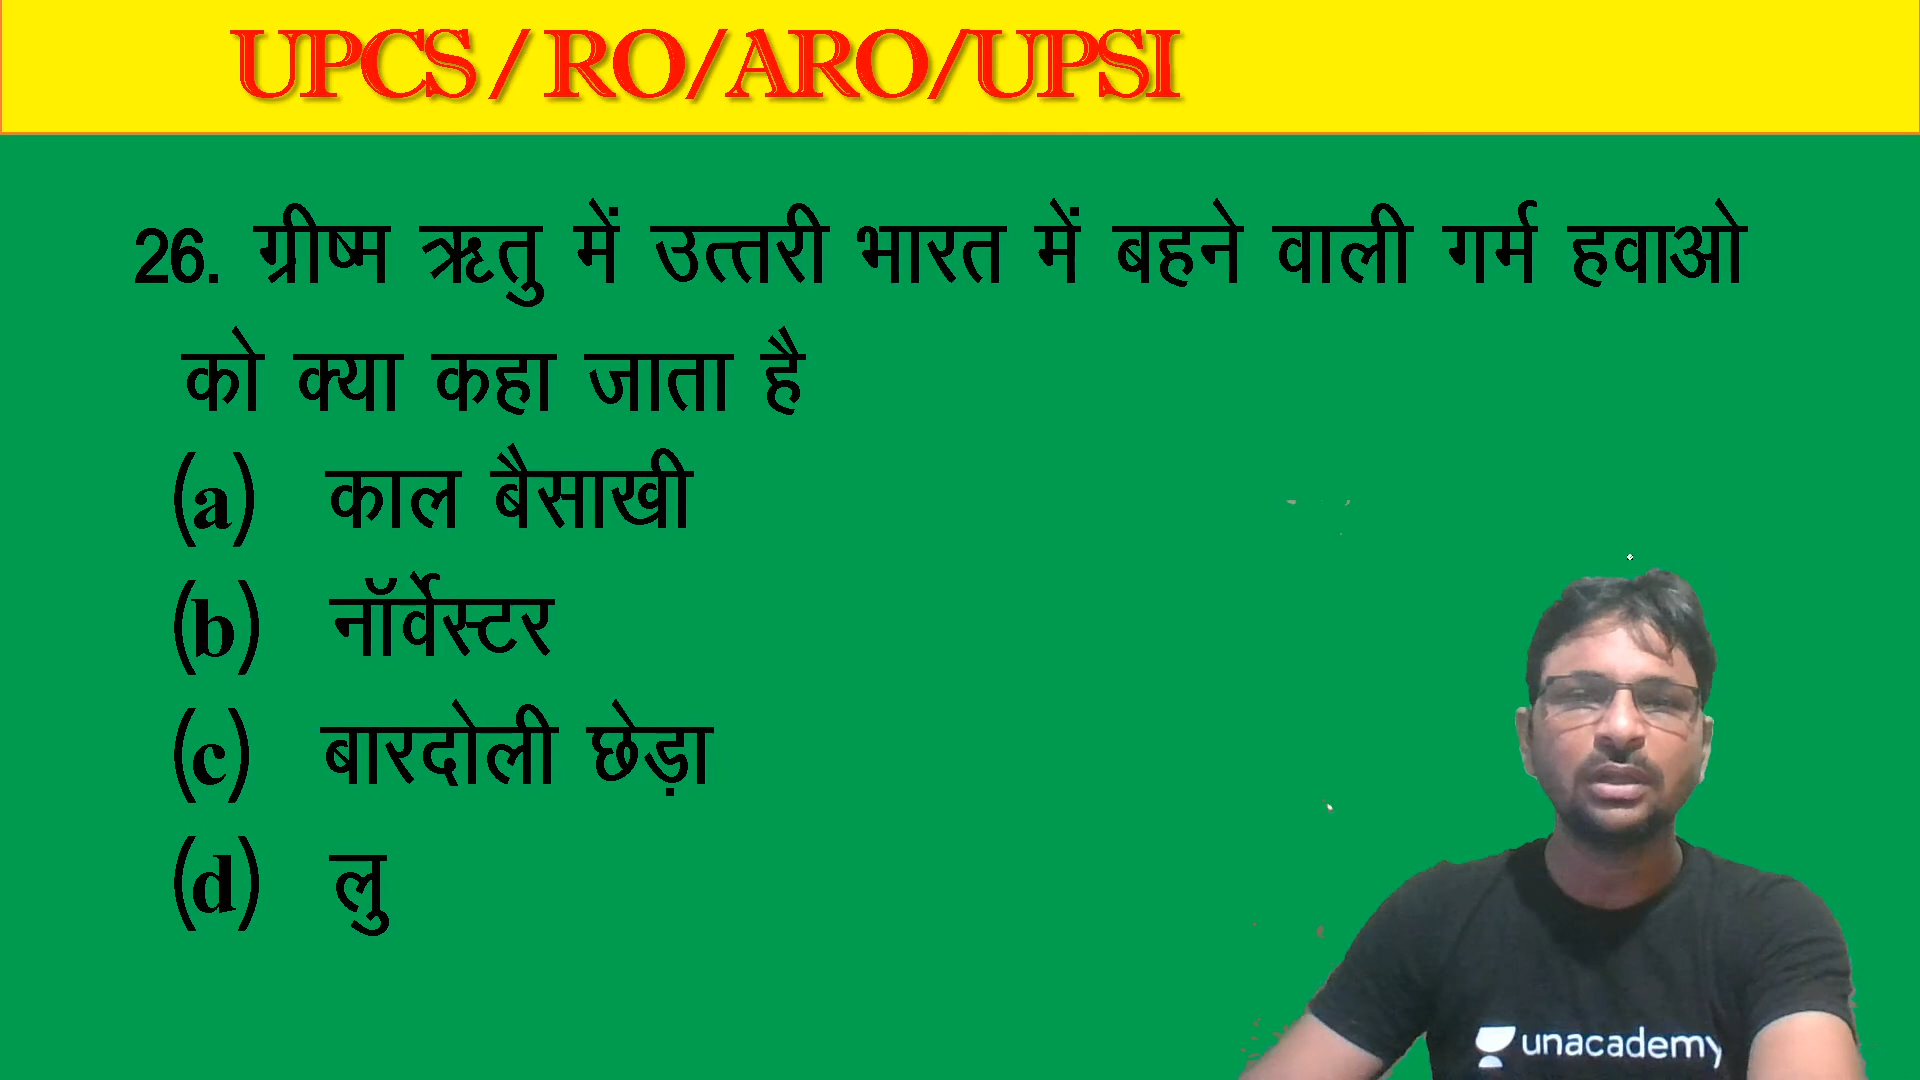 UPCS / RO/ARO/UPSI
26. ग्रीष्म ऋतु में उत्तरी भारत में बहने वाली गर्म हवाओ
को क्या कहा जाता है
(a) काल बैसाखी
(b) नॉर्वेस्टर
(c) बारदोली छेड़ा
(d) लु
unacademy